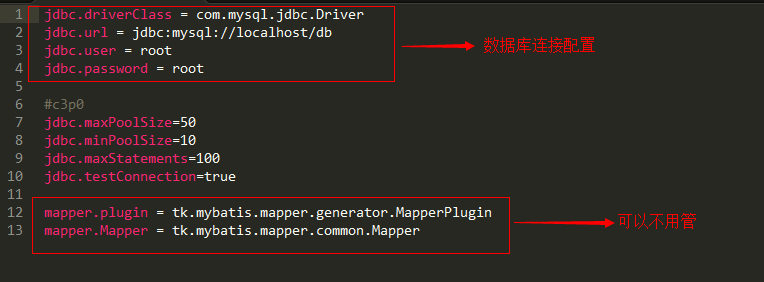 1 jdbc.driverClass = com.mysql.jdbc.Driver
2 jdbc.url = jdbc:mysql://localhost/db
3 jdbc.user = root
数据库连接配置
4 jdbc.password = root
5
6 #c3p0
7 jdbc.maxPoolSize=50
8 jdbc.minPoolSize=10
9 jdbc.maxStatements=100
10 jdbc.testConnection=true
11
12 mapper.plugin = tk.mybatis.mapper.generator.MapperPlugin
可以不用管
13 mapper.Mapper = tk.mybatis.mapper.common.Mapper